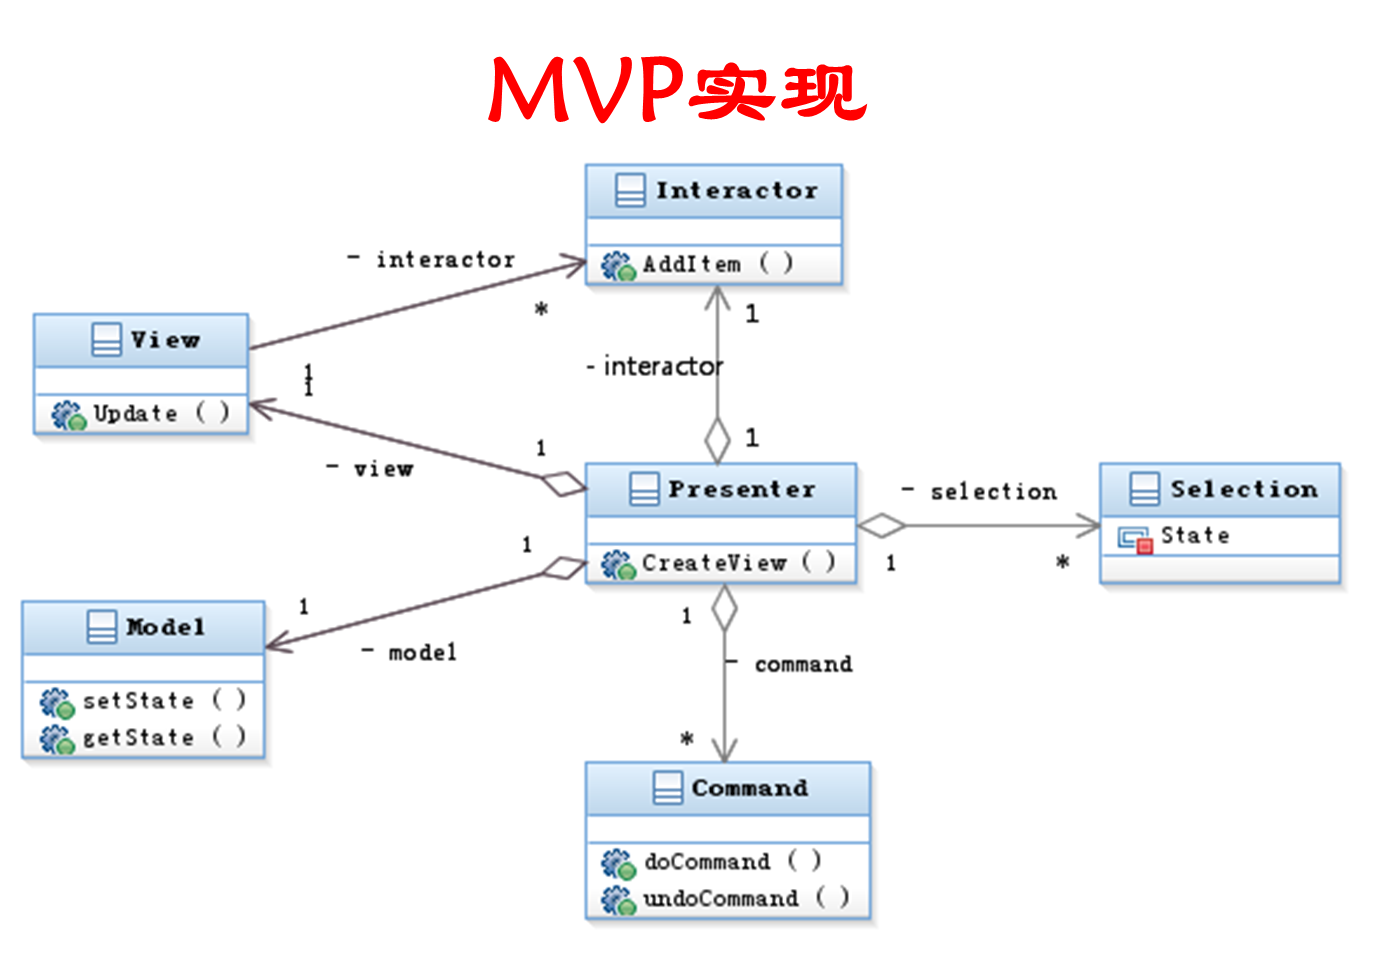 MVP实现
Interactor
AddItem ( )
- interactor
*
1
- interactor
1
View
Update ( )
1
1
- view
1
Presenter
CreateView ( )
- selection
1
*
Selection
State
1
1
- model
Model
setState ( )
getState ( )
1
- command
*
Command
doCommand ( )
undoCommand ( )